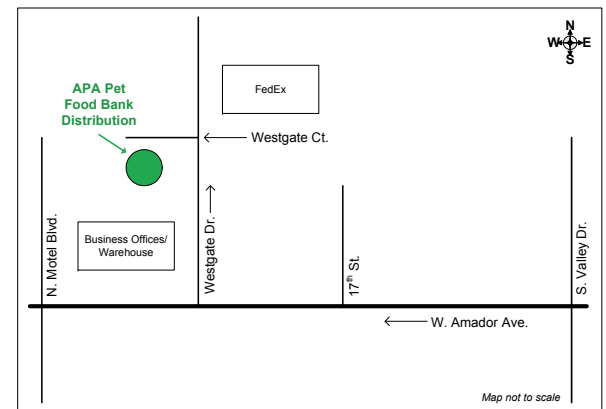 N
W E
S
APA Pet
Food Bank
Distribution
FedEx
Westgate Ct.
N. Motel Blvd.
Business Offices/
Warehouse
Westgate Dr.
17th St.
S. Valley Dr.
W. Amador Ave.
Map not to scale